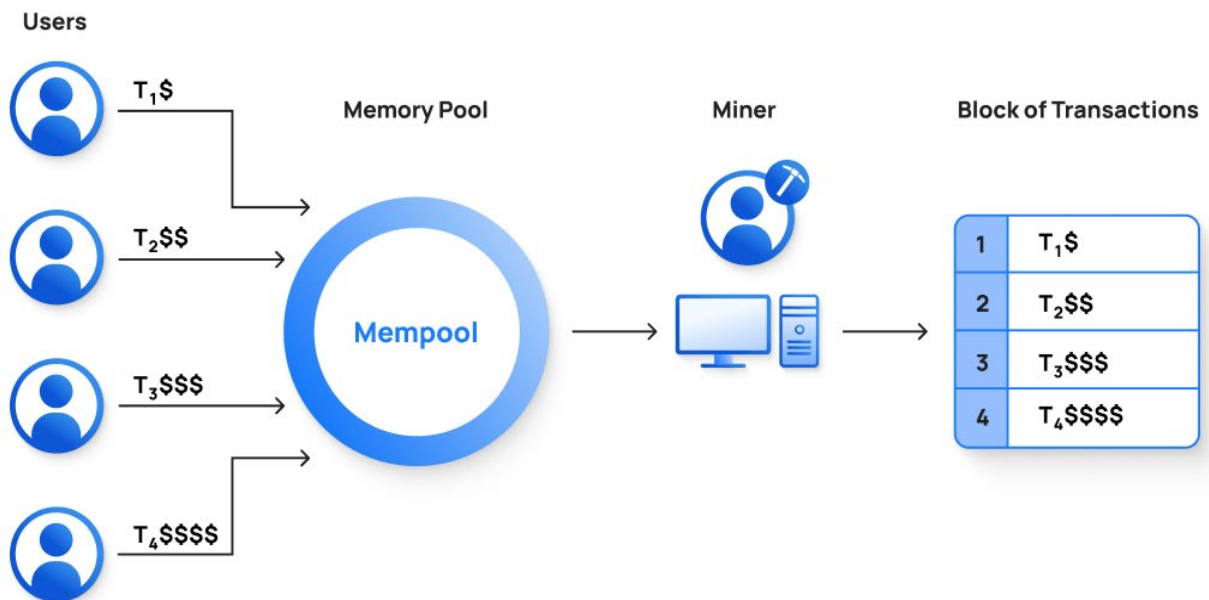 Users
T₁$
T₂$$
T₃$$$
T₄$$$$
Memory Pool
Mempool
Miner
Block of Transactions
1 T₁$
2 T₂$$
3 T₃$$$
4 T₄$$$$